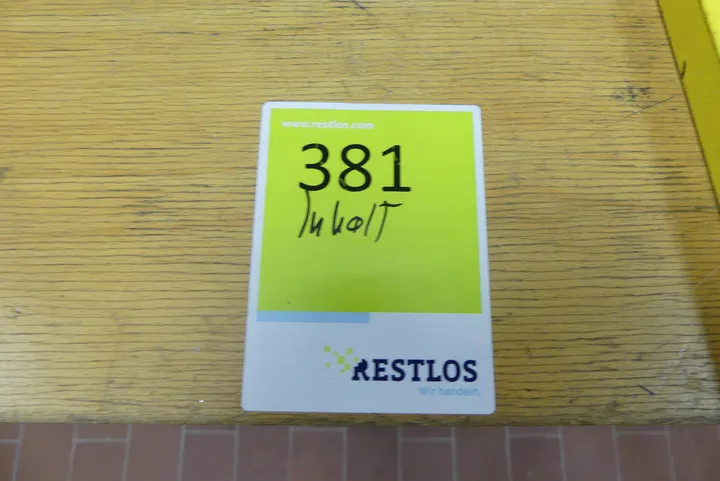 www.restlos.com
381
Inhalt
RESTLOS
Wir handeln.